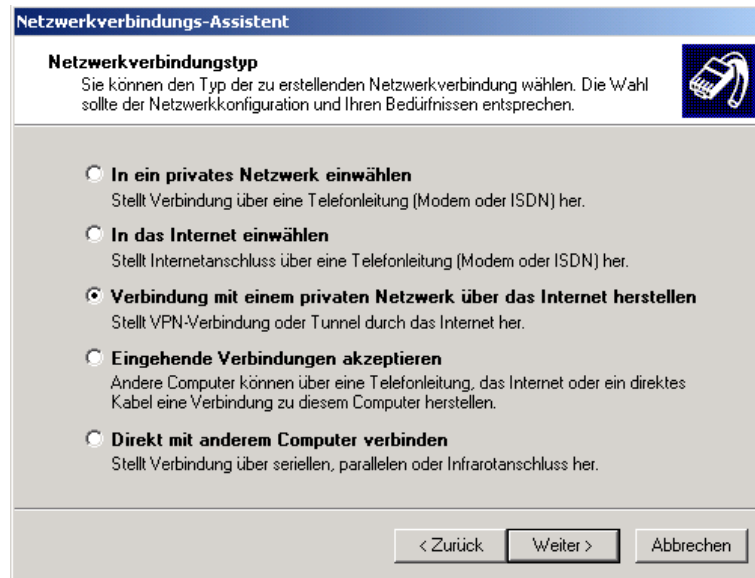 Netzwerkverbindungs-Assistent
Netzwerkverbindungstyp
Sie können den Typ der zu erstellenden Netzwerkverbindung wählen. Die Wahl
sollte der Netzwerkkonfiguration und Ihren Bedürfnissen entsprechen.
In ein privates Netzwerk einwählen
Stellt Verbindung über eine Telefonleitung (Modem oder ISDN) her.
In das Internet einwählen
Stellt Internetanschluss über eine Telefonleitung (Modem oder ISDN) her.
Verbindung mit einem privaten Netzwerk über das Internet herstellen
Stellt VPN-Verbindung oder Tunnel durch das Internet her.
Eingehende Verbindungen akzeptieren
Andere Computer können über eine Telefonleitung, das Internet oder ein direktes
Kabel eine Verbindung zu diesem Computer herstellen.
Direkt mit anderem Computer verbinden
Stellt Verbindung über seriellen, parallelen oder Infrarotanschluss her.
< Zurück Weiter > Abbrechen